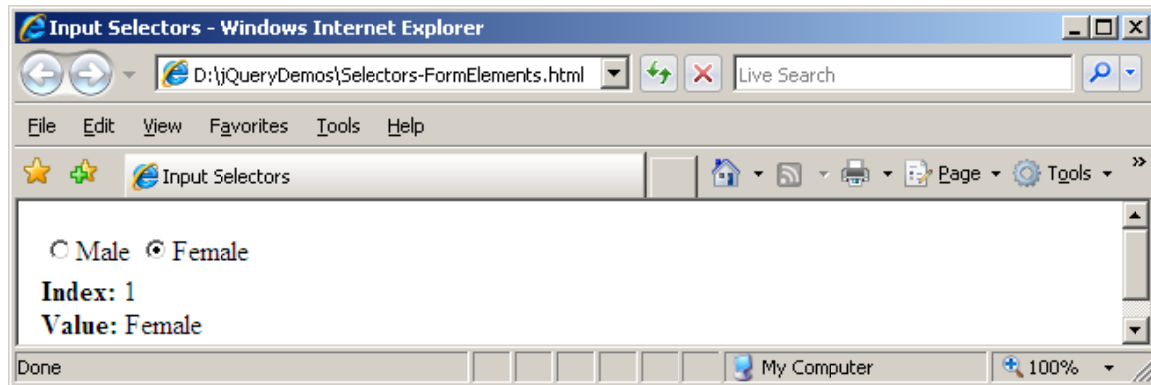 Input Selectors - Windows Internet Explorer
D:\jQueryDemos\Selectors-FormElements.html Live Search
File Edit View Favorites Tools Help
Input Selectors Page Tools »
Male Female
Index: 1
Value: Female
Done My Computer 100%